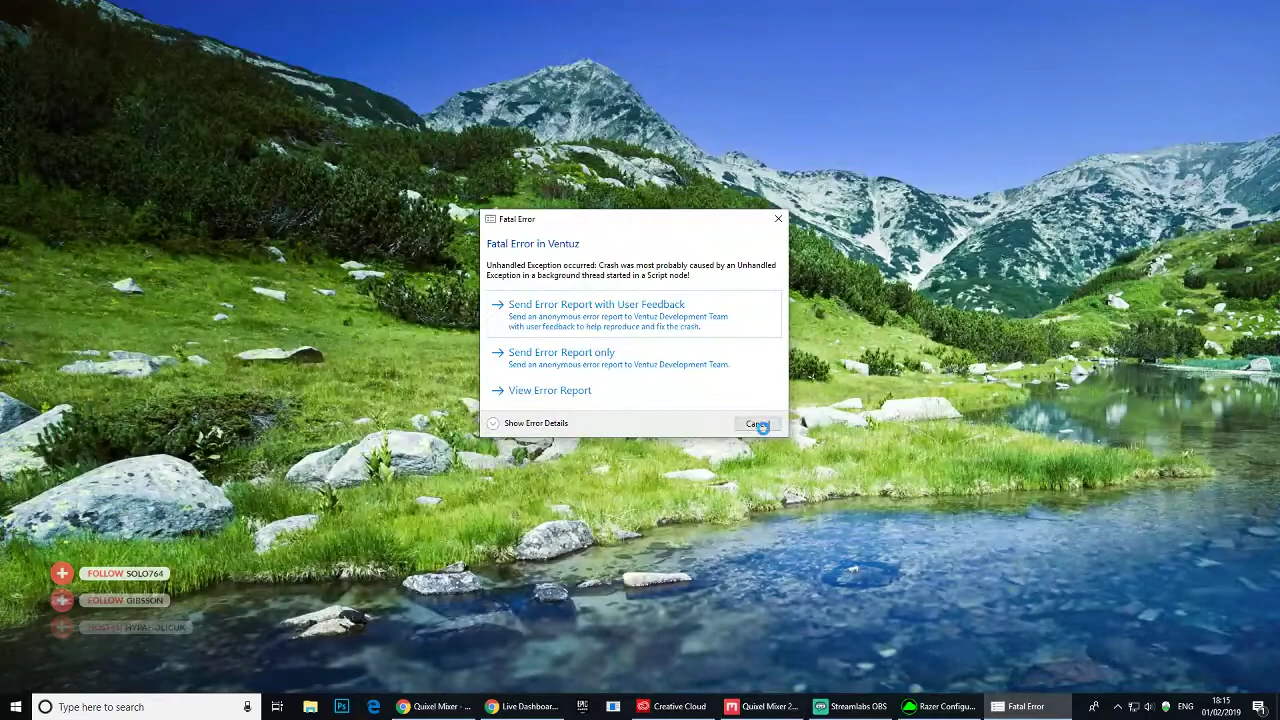 Fatal Error
Fatal Error in Ventuz
Unhandled Exception occurred: Crash was most probably caused by an Unhandled
Exception in a background thread started in a Script node!
Send Error Report with User Feedback
Send an anonymous error report to Ventuz Development Team
with user feedback to help reproduce and fix the crash.
Send Error Report only
Send an anonymous error report to Ventuz Development Team.
View Error Report
Show Error Details
Cancel
FOLLOW SOLO764
FOLLOW GIBSSON
HYPAHOLICUK
Type here to search
Ps
Quixel Mixer -
Live Dashboar...
EPIC
Creative Cloud
Quixel Mixer 2...
Streamlabs OBS
Razer Configu...
Fatal Error
ENG
18:15
01/02/2019